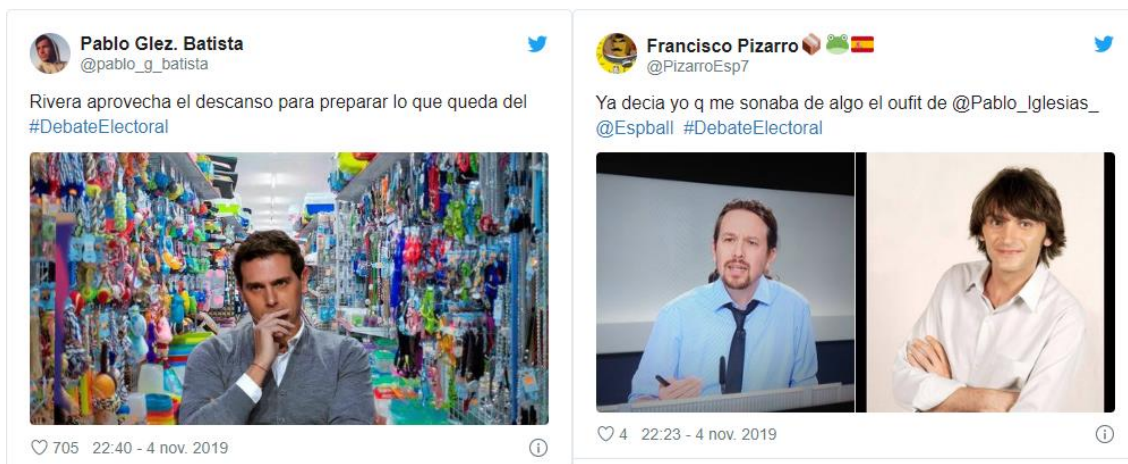 Pablo Glez. Batista
@pablo_g_batista
Rivera aprovecha el descanso para preparar lo que queda del
#DebateElectoral
705 22:40 - 4 nov. 2019
Francisco Pizarro
@PizarroEsp7
Ya decia yo q me sonaba de algo el oufit de @Pablo_Iglesias_
@Espball #DebateElectoral
4 22:23 - 4 nov. 2019